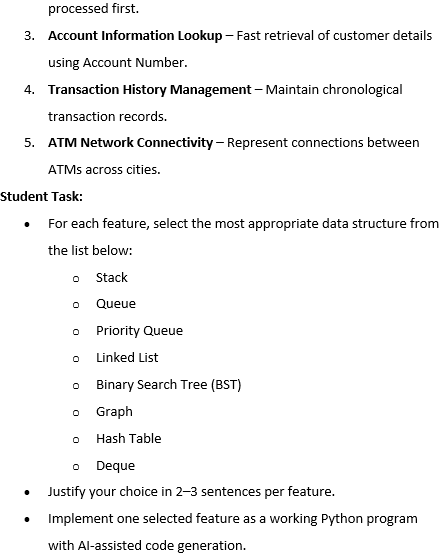 processed first.
3. Account Information Lookup – Fast retrieval of customer details
using Account Number.
4. Transaction History Management – Maintain chronological
transaction records.
5. ATM Network Connectivity – Represent connections between
ATMs across cities.
Student Task:
• For each feature, select the most appropriate data structure from
the list below:
o Stack
o Queue
o Priority Queue
o Linked List
o Binary Search Tree (BST)
o Graph
o Hash Table
o Deque
• Justify your choice in 2–3 sentences per feature.
• Implement one selected feature as a working Python program
with AI-assisted code generation.